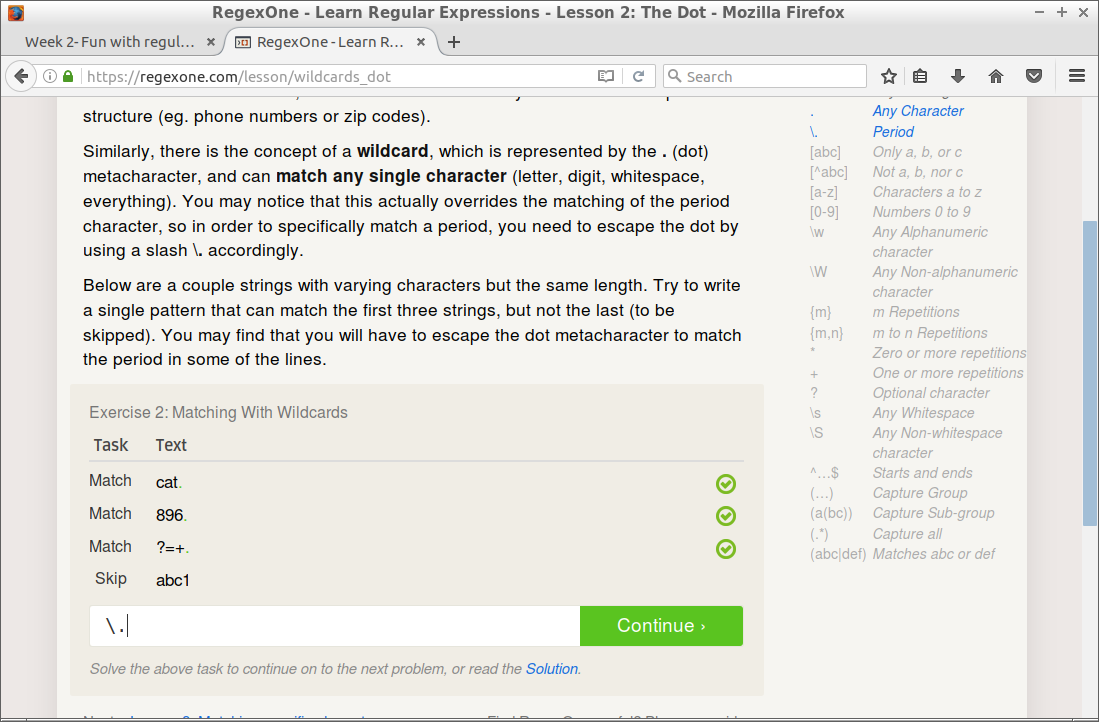 RegexOne - Learn Regular Expressions - Lesson 2: The Dot - Mozilla Firefox
Week 2- Fun with regul... × RegexOne - Learn R... × +
https://regexone.com/lesson/wildcards_dot Search
structure (eg. phone numbers or zip codes).
Similarly, there is the concept of a wildcard, which is represented by the . (dot)
metacharacter, and can match any single character (letter, digit, whitespace,
everything). You may notice that this actually overrides the matching of the period
character, so in order to specifically match a period, you need to escape the dot by
using a slash \. accordingly.
Below are a couple strings with varying characters but the same length. Try to write
a single pattern that can match the first three strings, but not the last (to be
skipped). You may find that you will have to escape the dot metacharacter to match
the period in some of the lines.
Exercise 2: Matching With Wildcards
Task Text
Match cat.
Match 896.
Match ?=+.
Skip abc1
\.
Continue ›
Solve the above task to continue on to the next problem, or read the Solution.
. Any Character
\. Period
[abc] Only a, b, or c
[^abc] Not a, b, nor c
[a-z] Characters a to z
[0-9] Numbers 0 to 9
\w Any Alphanumeric
character
\W Any Non-alphanumeric
character
{m} m Repetitions
{m,n} m to n Repetitions
* Zero or more repetitions
+ One or more repetitions
? Optional character
\s Any Whitespace
\S Any Non-whitespace
character
^…$ Starts and ends
(…) Capture Group
(a(bc)) Capture Sub-group
(.*) Capture all
(abc|def) Matches abc or def